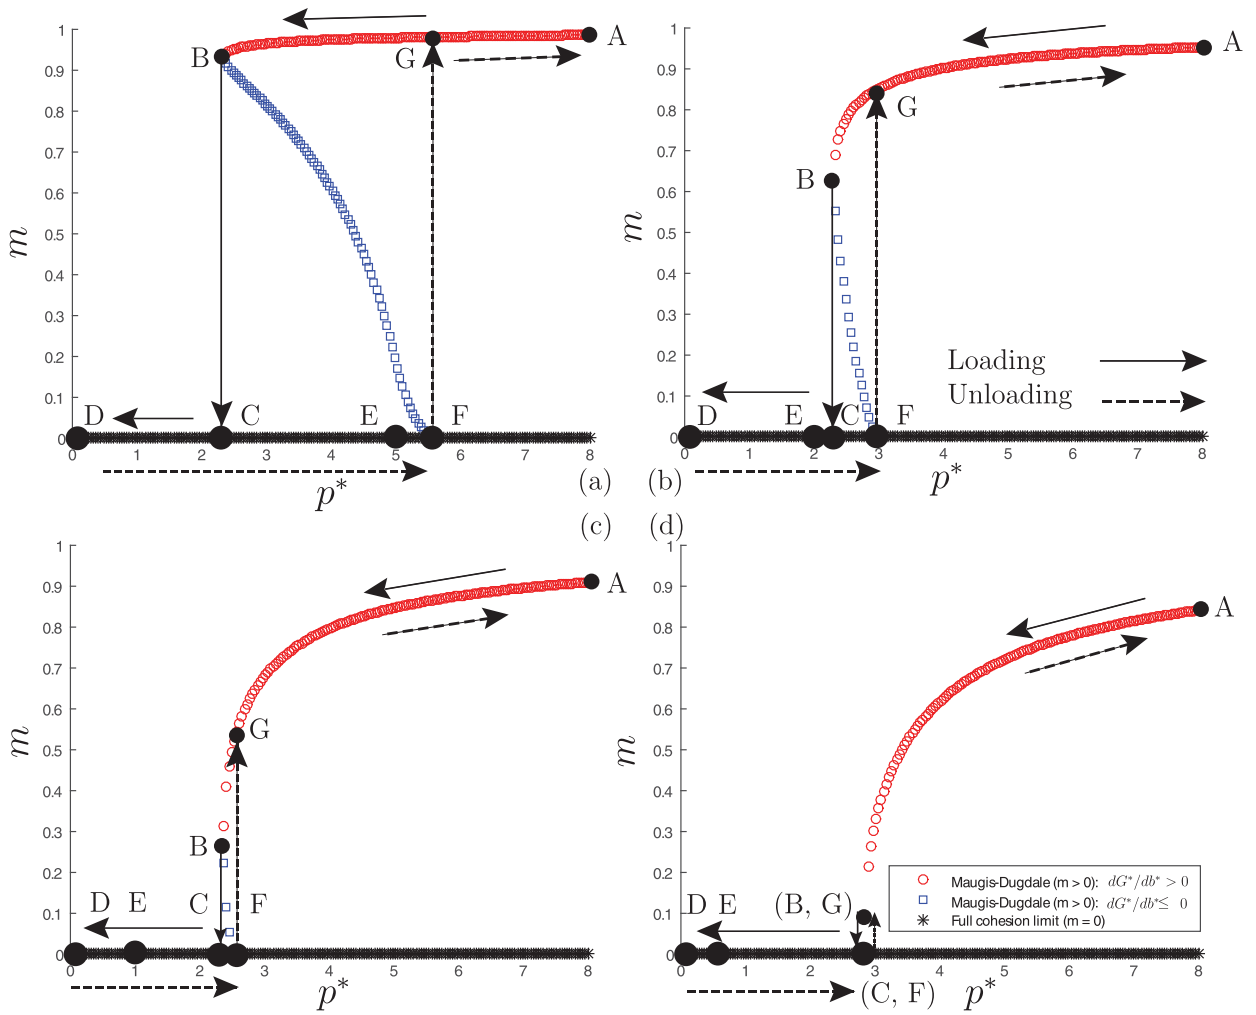 1
0.9
0.8
0.7
0.6
0.5
0.4
0.3
0.2
0.1
0
m
0 1 2 3 4 5 6 7 8
p*
A
B
G
D C E F
(a)
1
0.9
0.8
0.7
0.6
0.5
0.4
0.3
0.2
0.1
0
m
0 1 2 3 4 5 6 7 8
p*
A
G
B
Loading
Unloading
D E C F
(b)
(c)
1
0.9
0.8
0.7
0.6
0.5
0.4
0.3
0.2
0.1
0
m
0 1 2 3 4 5 6 7 8
p*
A
G
B
D E C F
(d)
1
0.9
0.8
0.7
0.6
0.5
0.4
0.3
0.2
0.1
0
m
0 1 2 3 4 5 6 7 8
p*
A
D E (B, G)
(C, F)
Maugis-Dugdale (m > 0): dG*/db* > 0
Maugis-Dugdale (m > 0): dG*/db* ≤ 0
Full cohesion limit (m = 0)